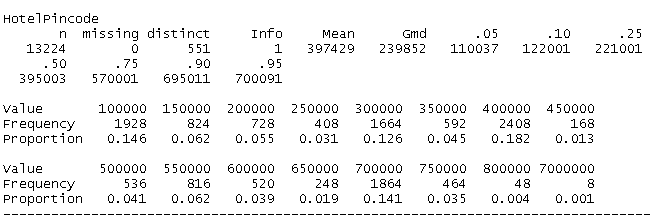 HotelPincode
n missing distinct Info Mean Gmd .05 .10 .25
13224 0 551 1 397429 239852 110037 122001 221001
.50 .75 .90 .95
395003 570001 695011 700091
Value 100000 150000 200000 250000 300000 350000 400000 450000
Frequency 1928 824 728 408 1664 592 2408 168
Proportion 0.146 0.062 0.055 0.031 0.126 0.045 0.182 0.013
Value 500000 550000 600000 650000 700000 750000 800000 7000000
Frequency 536 816 520 248 1864 464 48 8
Proportion 0.041 0.062 0.039 0.019 0.141 0.035 0.004 0.001